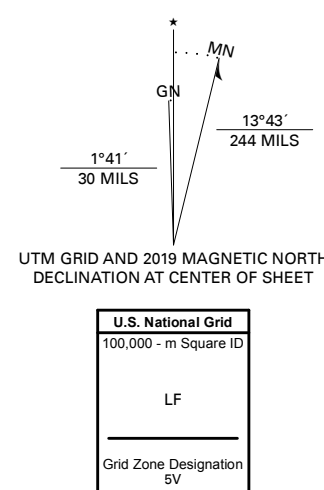 ★
MN
GN
13°43´
244 MILS
1°41´
30 MILS
UTM GRID AND 2019 MAGNETIC NORTH
DECLINATION AT CENTER OF SHEET
U.S. National Grid
100,000 - m Square ID
LF
Grid Zone Designation
5V